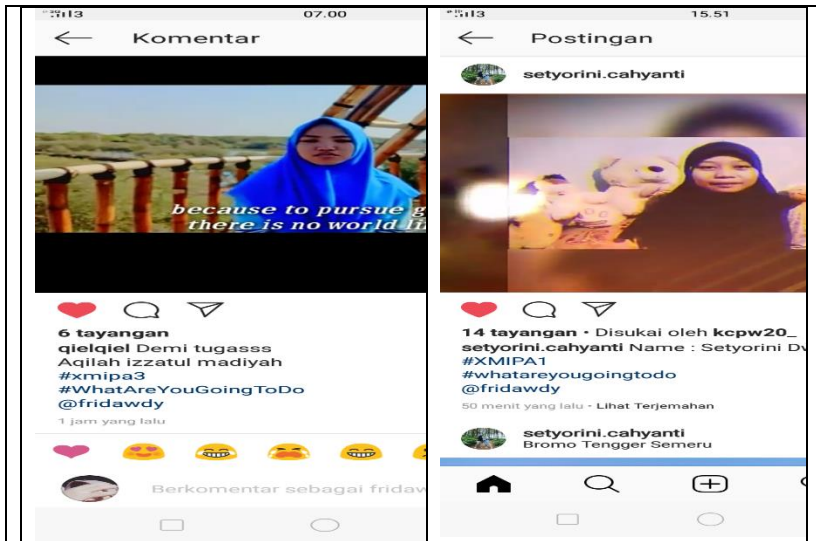 07.00
Komentar
because to pursue g
there is no world li
6 tayangan
qielqiel Demi tugasss
Aqilah izzatul madiyah
#xmipa3
#WhatAreYouGoingToDo
@fridawdy
1 jam yang lalu
Berkomentar sebagai fridaw
15.51
Postingan
setyorini.cahyanti
14 tayangan • Disukai oleh kcpw20_
setyorini.cahyanti Name : Setyorini Dw
#XMIPA1
#whatareyougoingtodo
@fridawdy
50 menit yang lalu • Lihat Terjemahan
setyorini.cahyanti
Bromo Tengger Semeru